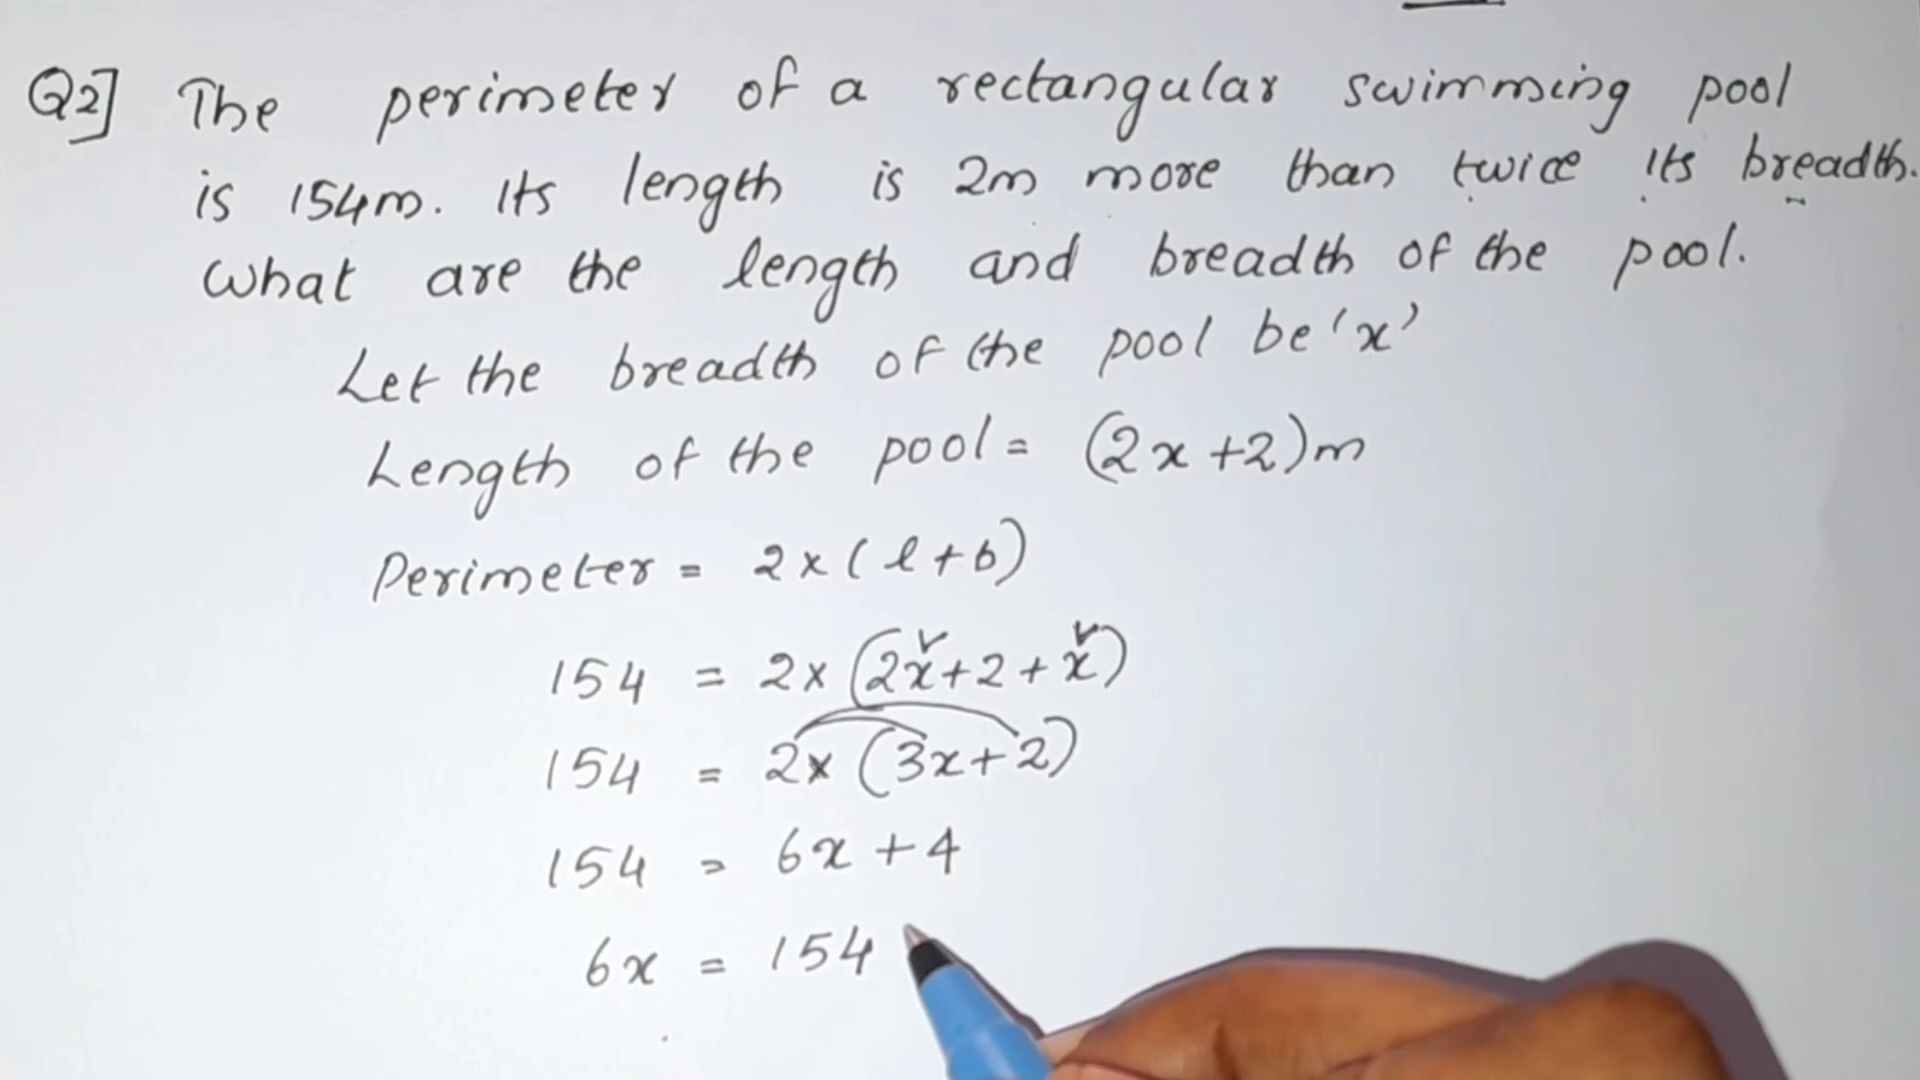 Q2] The perimeter of a rectangular swimming pool
is 154m. Its length is 2m more than twice its breadth.
What are the length and breadth of the pool.
Let the breadth of the pool be 'x'
Length of the pool = (2x+2)m
Perimeter = 2×(l+b)
154 = 2×(2x+2+x)
154 = 2×(3x+2)
154 = 6x+4
6x = 154